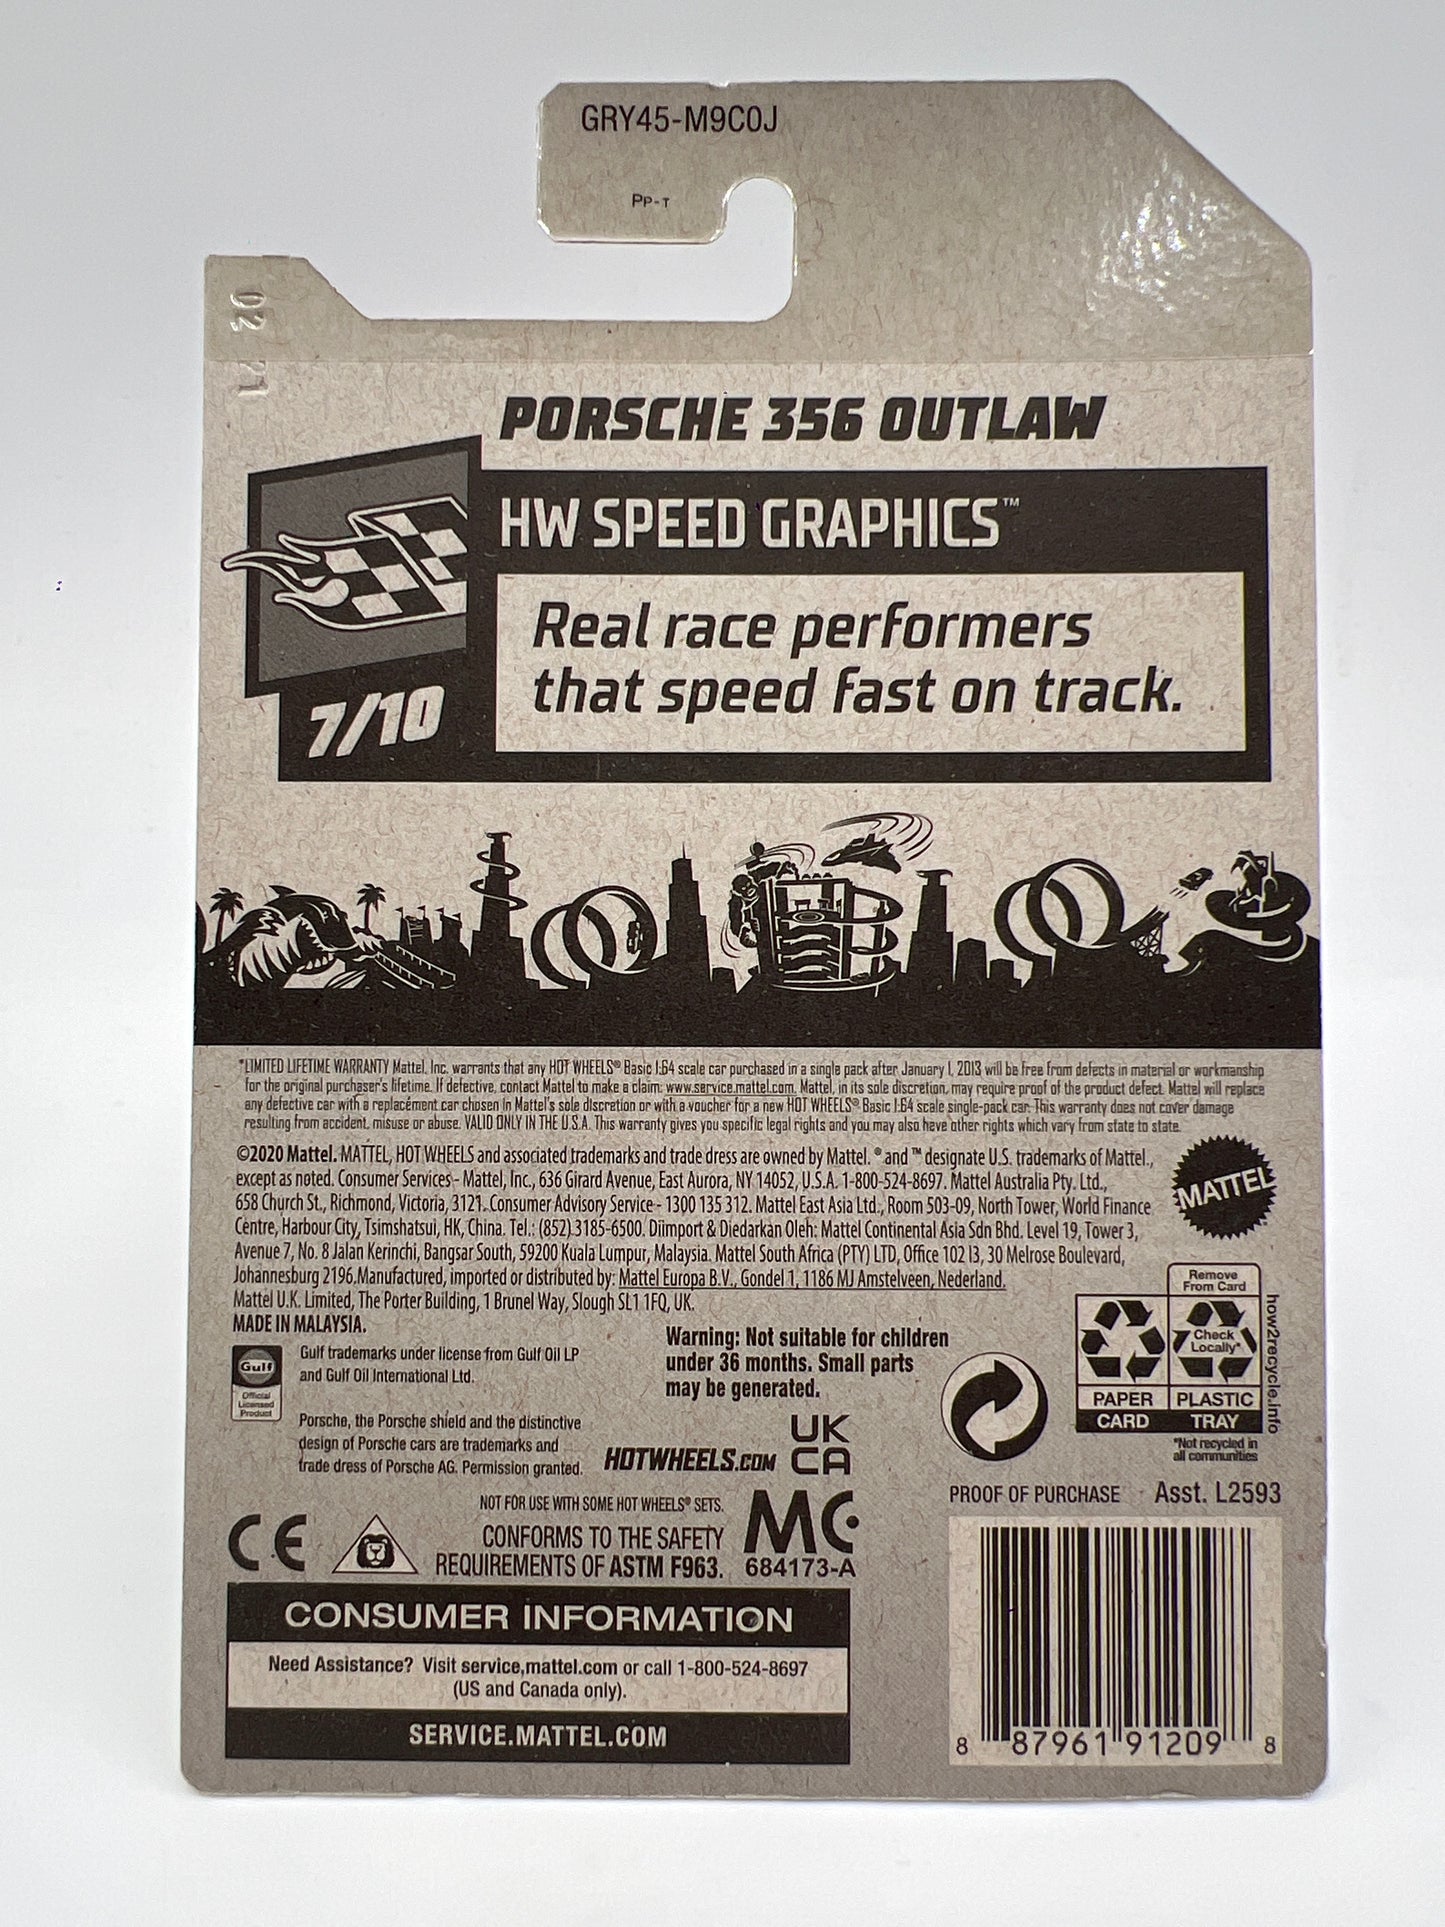 GRY45-M9C0J
PP-T
02 71
PORSCHE 356 OUTLAW
HW SPEED GRAPHICS™
Real race performers
that speed fast on track.
7/10
*LIMITED LIFETIME WARRANTY Mattel, Inc. warrants that any HOT WHEELS® Basic 1:64 scale car purchased in a single pack after January 1, 2013 will be free from defects in material or workmanship
for the original purchaser's lifetime. If defective, contact Mattel to make a claim: www.service.mattel.com. Mattel, in its sole discretion, may require proof of the product defect. Mattel will replace
any defective car with a replacement car chosen in Mattel's sole discretion or with a voucher for a new HOT WHEELS® Basic 1:64 scale single-pack car. This warranty does not cover damage
resulting from accident, misuse or abuse. VALID ONLY IN THE U.S.A. This warranty gives you specific legal rights and you may also have other rights which vary from state to state.
©2020 Mattel. MATTEL, HOT WHEELS and associated trademarks and trade dress are owned by Mattel. ® and ™ designate U.S. trademarks of Mattel.,
except as noted. Consumer Services - Mattel, Inc., 636 Girard Avenue, East Aurora, NY 14052, U.S.A. 1-800-524-8697. Mattel Australia Pty. Ltd.,
658 Church St., Richmond, Victoria, 3121. Consumer Advisory Service - 1300 135 312. Mattel East Asia Ltd., Room 503-09, North Tower, World Finance
Centre, Harbour City, Tsimshatsui, HK, China. Tel.: (852) 3185-6500. Diimport & Diedarkan Oleh: Mattel Continental Asia Sdn Bhd. Level 19, Tower 3,
Avenue 7, No. 8 Jalan Kerinchi, Bangsar South, 59200 Kuala Lumpur, Malaysia. Mattel South Africa (PTY) LTD, Office 102 I3, 30 Melrose Boulevard,
Johannesburg 2196.Manufactured, imported or distributed by: Mattel Europa B.V., Gondel 1, 1186 MJ Amstelveen, Nederland.
Mattel U.K. Limited, The Porter Building, 1 Brunel Way, Slough SL1 1FQ, UK.
MADE IN MALAYSIA.
MATTEL
Gulf
Official
Licensed
Product
Gulf trademarks under license from Gulf Oil LP
and Gulf Oil International Ltd.
Warning: Not suitable for children
under 36 months. Small parts
may be generated.
Remove
From Card
Check
Locally*
PAPER
CARD
PLASTIC
TRAY
how2recycle.info
*Not recycled in
all communities
Porsche, the Porsche shield and the distinctive
design of Porsche cars are trademarks and
trade dress of Porsche AG. Permission granted.
HOTWHEELS.COM
UK
CA
NOT FOR USE WITH SOME HOT WHEELS® SETS.
CE
CONFORMS TO THE SAFETY
REQUIREMENTS OF ASTM F963.
MC
684173-A
PROOF OF PURCHASE
Asst. L2593
CONSUMER INFORMATION
Need Assistance? Visit service.mattel.com or call 1-800-524-8697
(US and Canada only).
SERVICE.MATTEL.COM
8 87961 91209 8